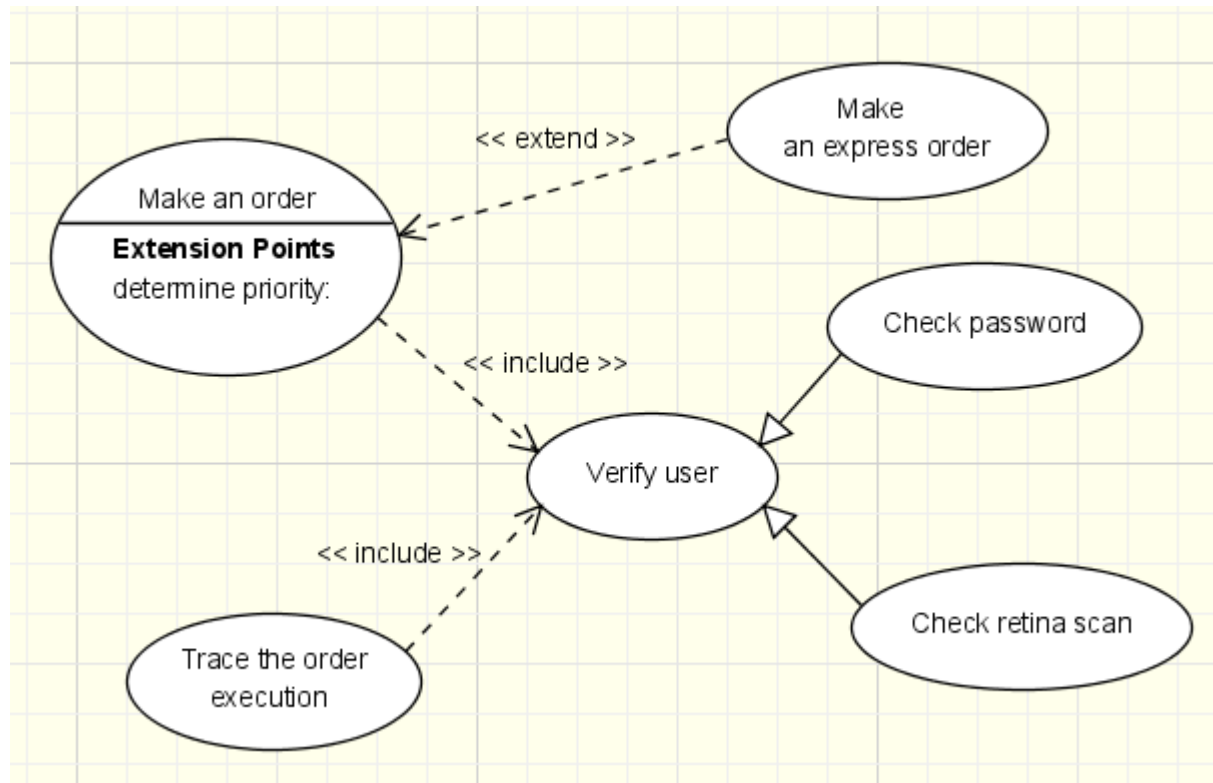 Make
an express order
<< extend >>
Make an order
Extension Points
determine priority:
Check password
<< include >>
Verify user
<< include >>
Check retina scan
Trace the order
execution